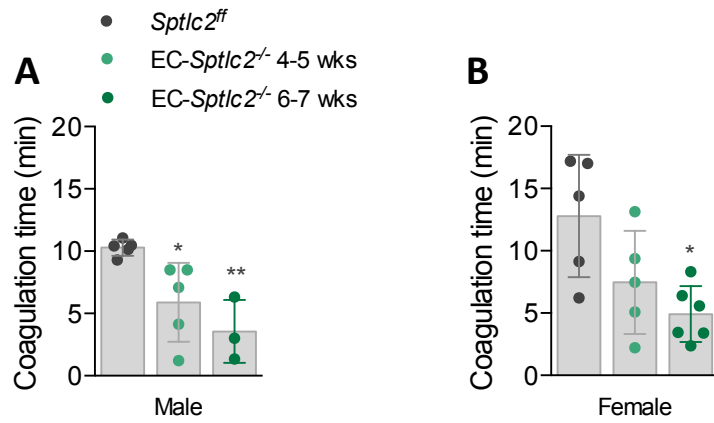 Sptlc2ff
EC-Sptlc2-/- 4-5 wks
EC-Sptlc2-/- 6-7 wks
A
Coagulation time (min)
20
15
10
5
0
*
**
Male
B
Coagulation time (min)
20
15
10
5
0
*
Female